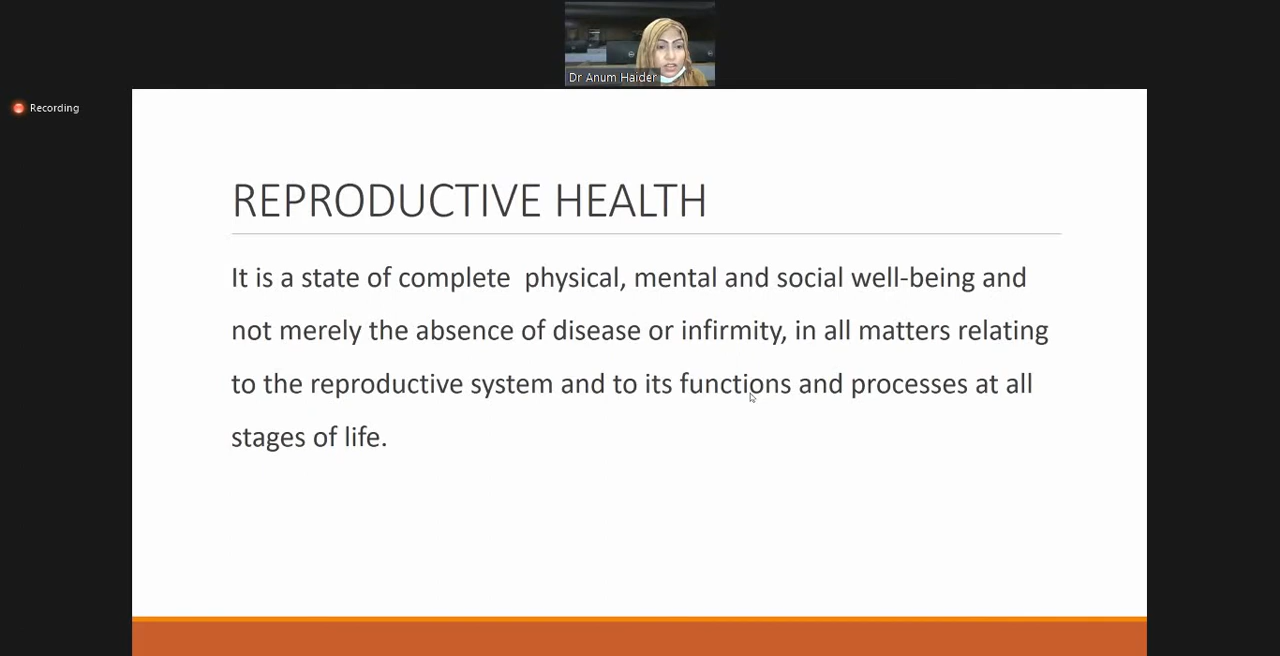 Dr Anum Haider
Recording
REPRODUCTIVE HEALTH
It is a state of complete  physical, mental and social well-being and
not merely the absence of disease or infirmity, in all matters relating
to the reproductive system and to its functions and processes at all
stages of life.